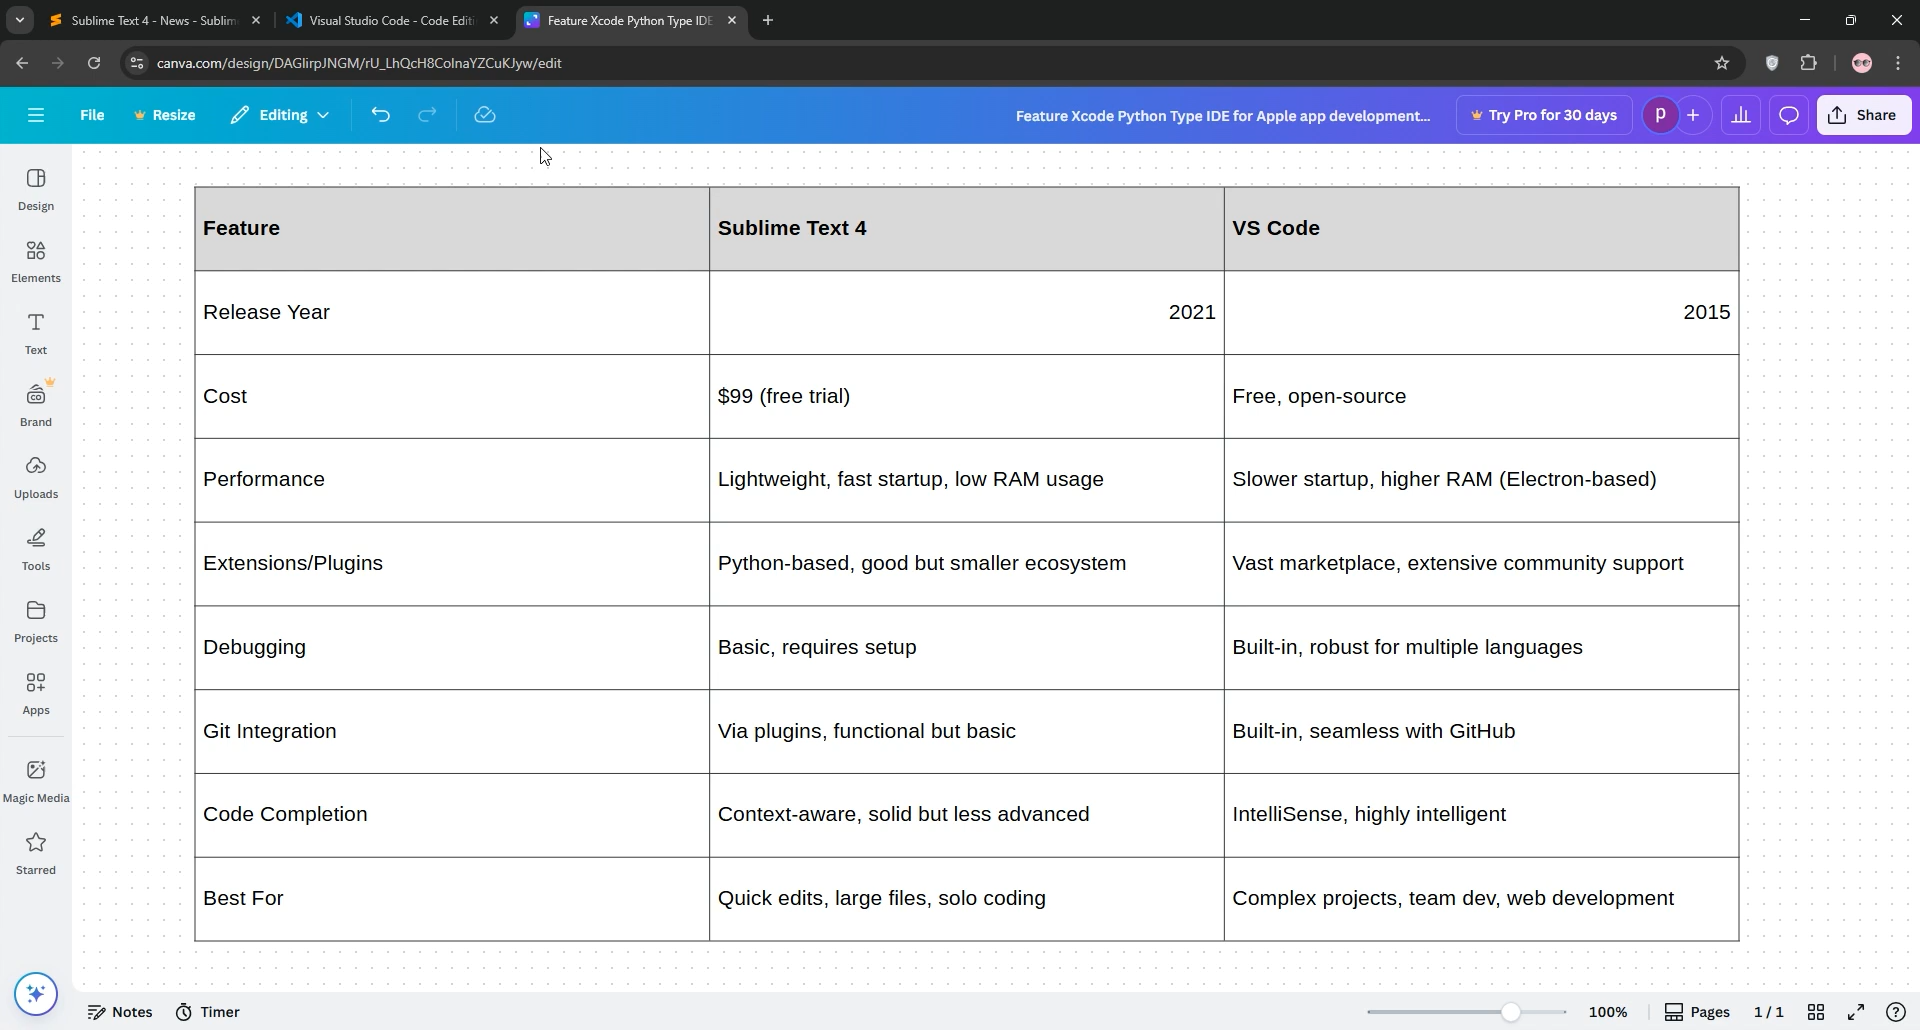 Sublime Text 4 - News - Sublim
Visual Studio Code - Code Editi
Feature Xcode Python Type IDE
canva.com/design/DAGlirpJNGM/rU_LhQcH8ColnaYZCuKJyw/edit
File
Resize
Editing
Feature Xcode Python Type IDE for Apple app development...
Try Pro for 30 days
P
Share
Design
Elements
Text
Brand
Uploads
Tools
Projects
Apps
Magic Media
Starred
Feature Sublime Text 4 VS Code
Release Year 2021 2015
Cost $99 (free trial) Free, open-source
Performance Lightweight, fast startup, low RAM usage Slower startup, higher RAM (Electron-based)
Extensions/Plugins Python-based, good but smaller ecosystem Vast marketplace, extensive community support
Debugging Basic, requires setup Built-in, robust for multiple languages
Git Integration Via plugins, functional but basic Built-in, seamless with GitHub
Code Completion Context-aware, solid but less advanced IntelliSense, highly intelligent
Best For Quick edits, large files, solo coding Complex projects, team dev, web development
Notes
Timer
100%
Pages
1 / 1